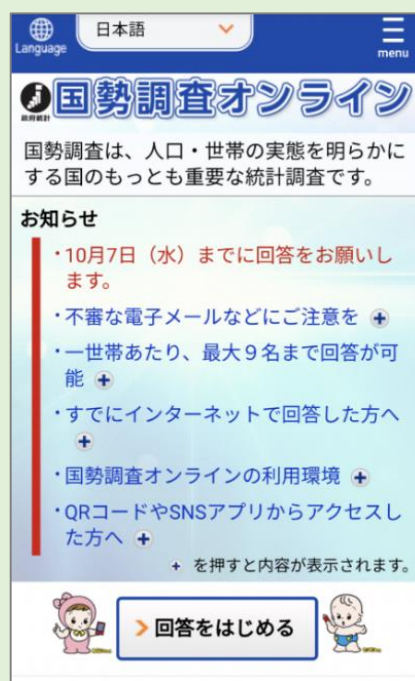 Language
日本語
menu
政府統計
国勢調査オンライン
国勢調査は、人口・世帯の実態を明らかに
する国のもっとも重要な統計調査です。
お知らせ
・10月7日（水）までに回答をお願いし
ます。
・不審な電子メールなどにご注意を
・一世帯あたり、最大９名まで回答が可
能
・すでにインターネットで回答した方へ
・国勢調査オンラインの利用環境
・QRコードやSNSアプリからアクセスし
た方へ
を押すと内容が表示されます。
回答をはじめる